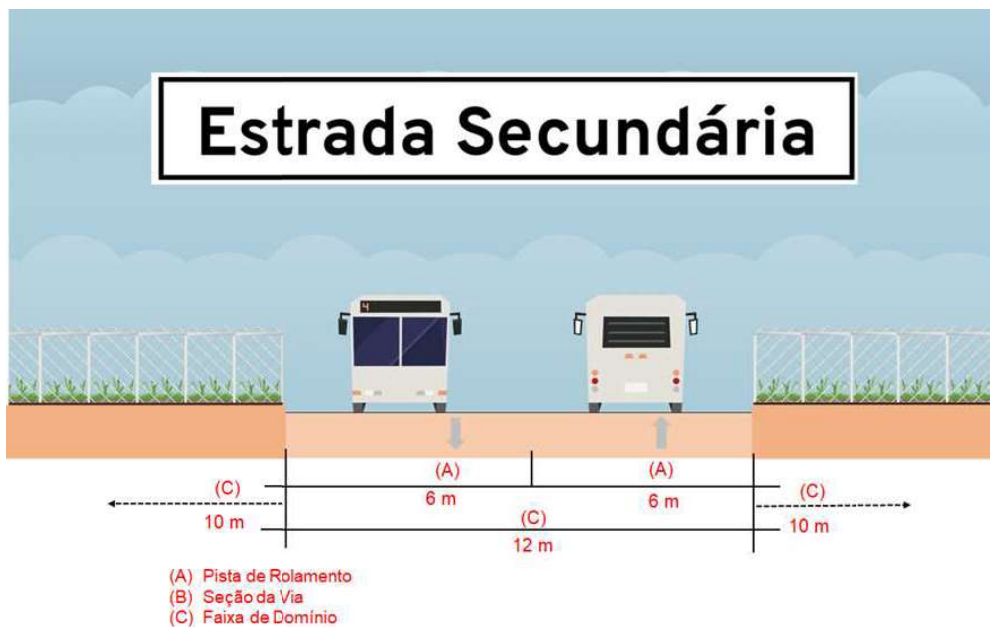 Estrada Secundária
4
(A) (A)
6 m 6 m
(C) (C)
10 m 10 m
(C)
12 m
(A) Pista de Rolamento
(B) Seção da Via
(C) Faixa de Domínio